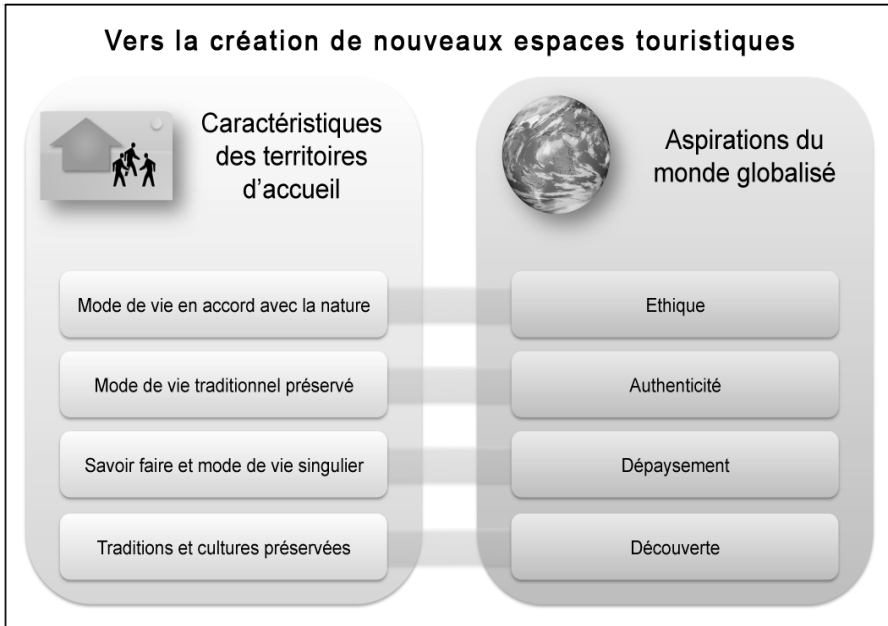 Vers la création de nouveaux espaces touristiques
Caractéristiques
des territoires
d'accueil
Mode de vie en accord avec la nature
Mode de vie traditionnel préservé
Savoir faire et mode de vie singulier
Traditions et cultures préservées
Aspirations du
monde globalisé
Ethique
Authenticité
Dépaysement
Découverte